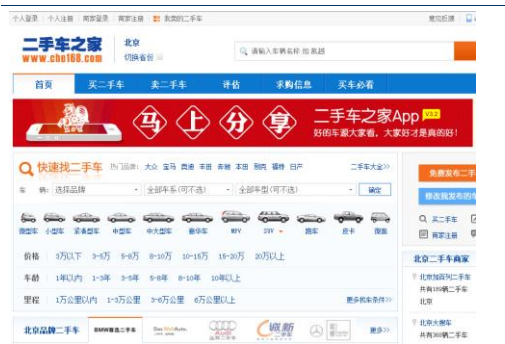 个人登录 | 个人注册 | 商家登录 | 商家注册 | 我卖的二手车
意见反馈
二手车之家
www.che168.com
北京
切换省份
请输入车辆名称 如:凯越
首页 买二手车 卖二手车 评估 求购信息 买车必看
马上分享
二手车之家App V3.2
好的车源大家看，大家好才是真的好!
快速找二手车 热门品牌: 大众 宝马 奥迪 丰田 奔驰 本田 别克 福特 日产 二手车大全>>
车 辆: 选择品牌 全部车系(可不选) 全部车型(可不选) 确定
微型车 小型车 紧凑型车 中型车 中大型车 豪华车 MPV SUV 跑车 皮卡 微面
价格 3万以下 3-5万 5-8万 8-10万 10-15万 15-20万 20万以上
车龄 1年以内 1-3年 3-5年 5-8年 8-10年 10年以上
里程 1万公里以内 1-3万公里 3-6万公里 6万公里以上 更多找车条件>>
北京品牌二手车 BMW尊选二手车 更多>>
免费发布二手
修改我发布的车
买二手车
商家注册
北京二手车商家
北京加百列二手车
共有189辆二手车
北京
北京大榭车
共有360辆二手车